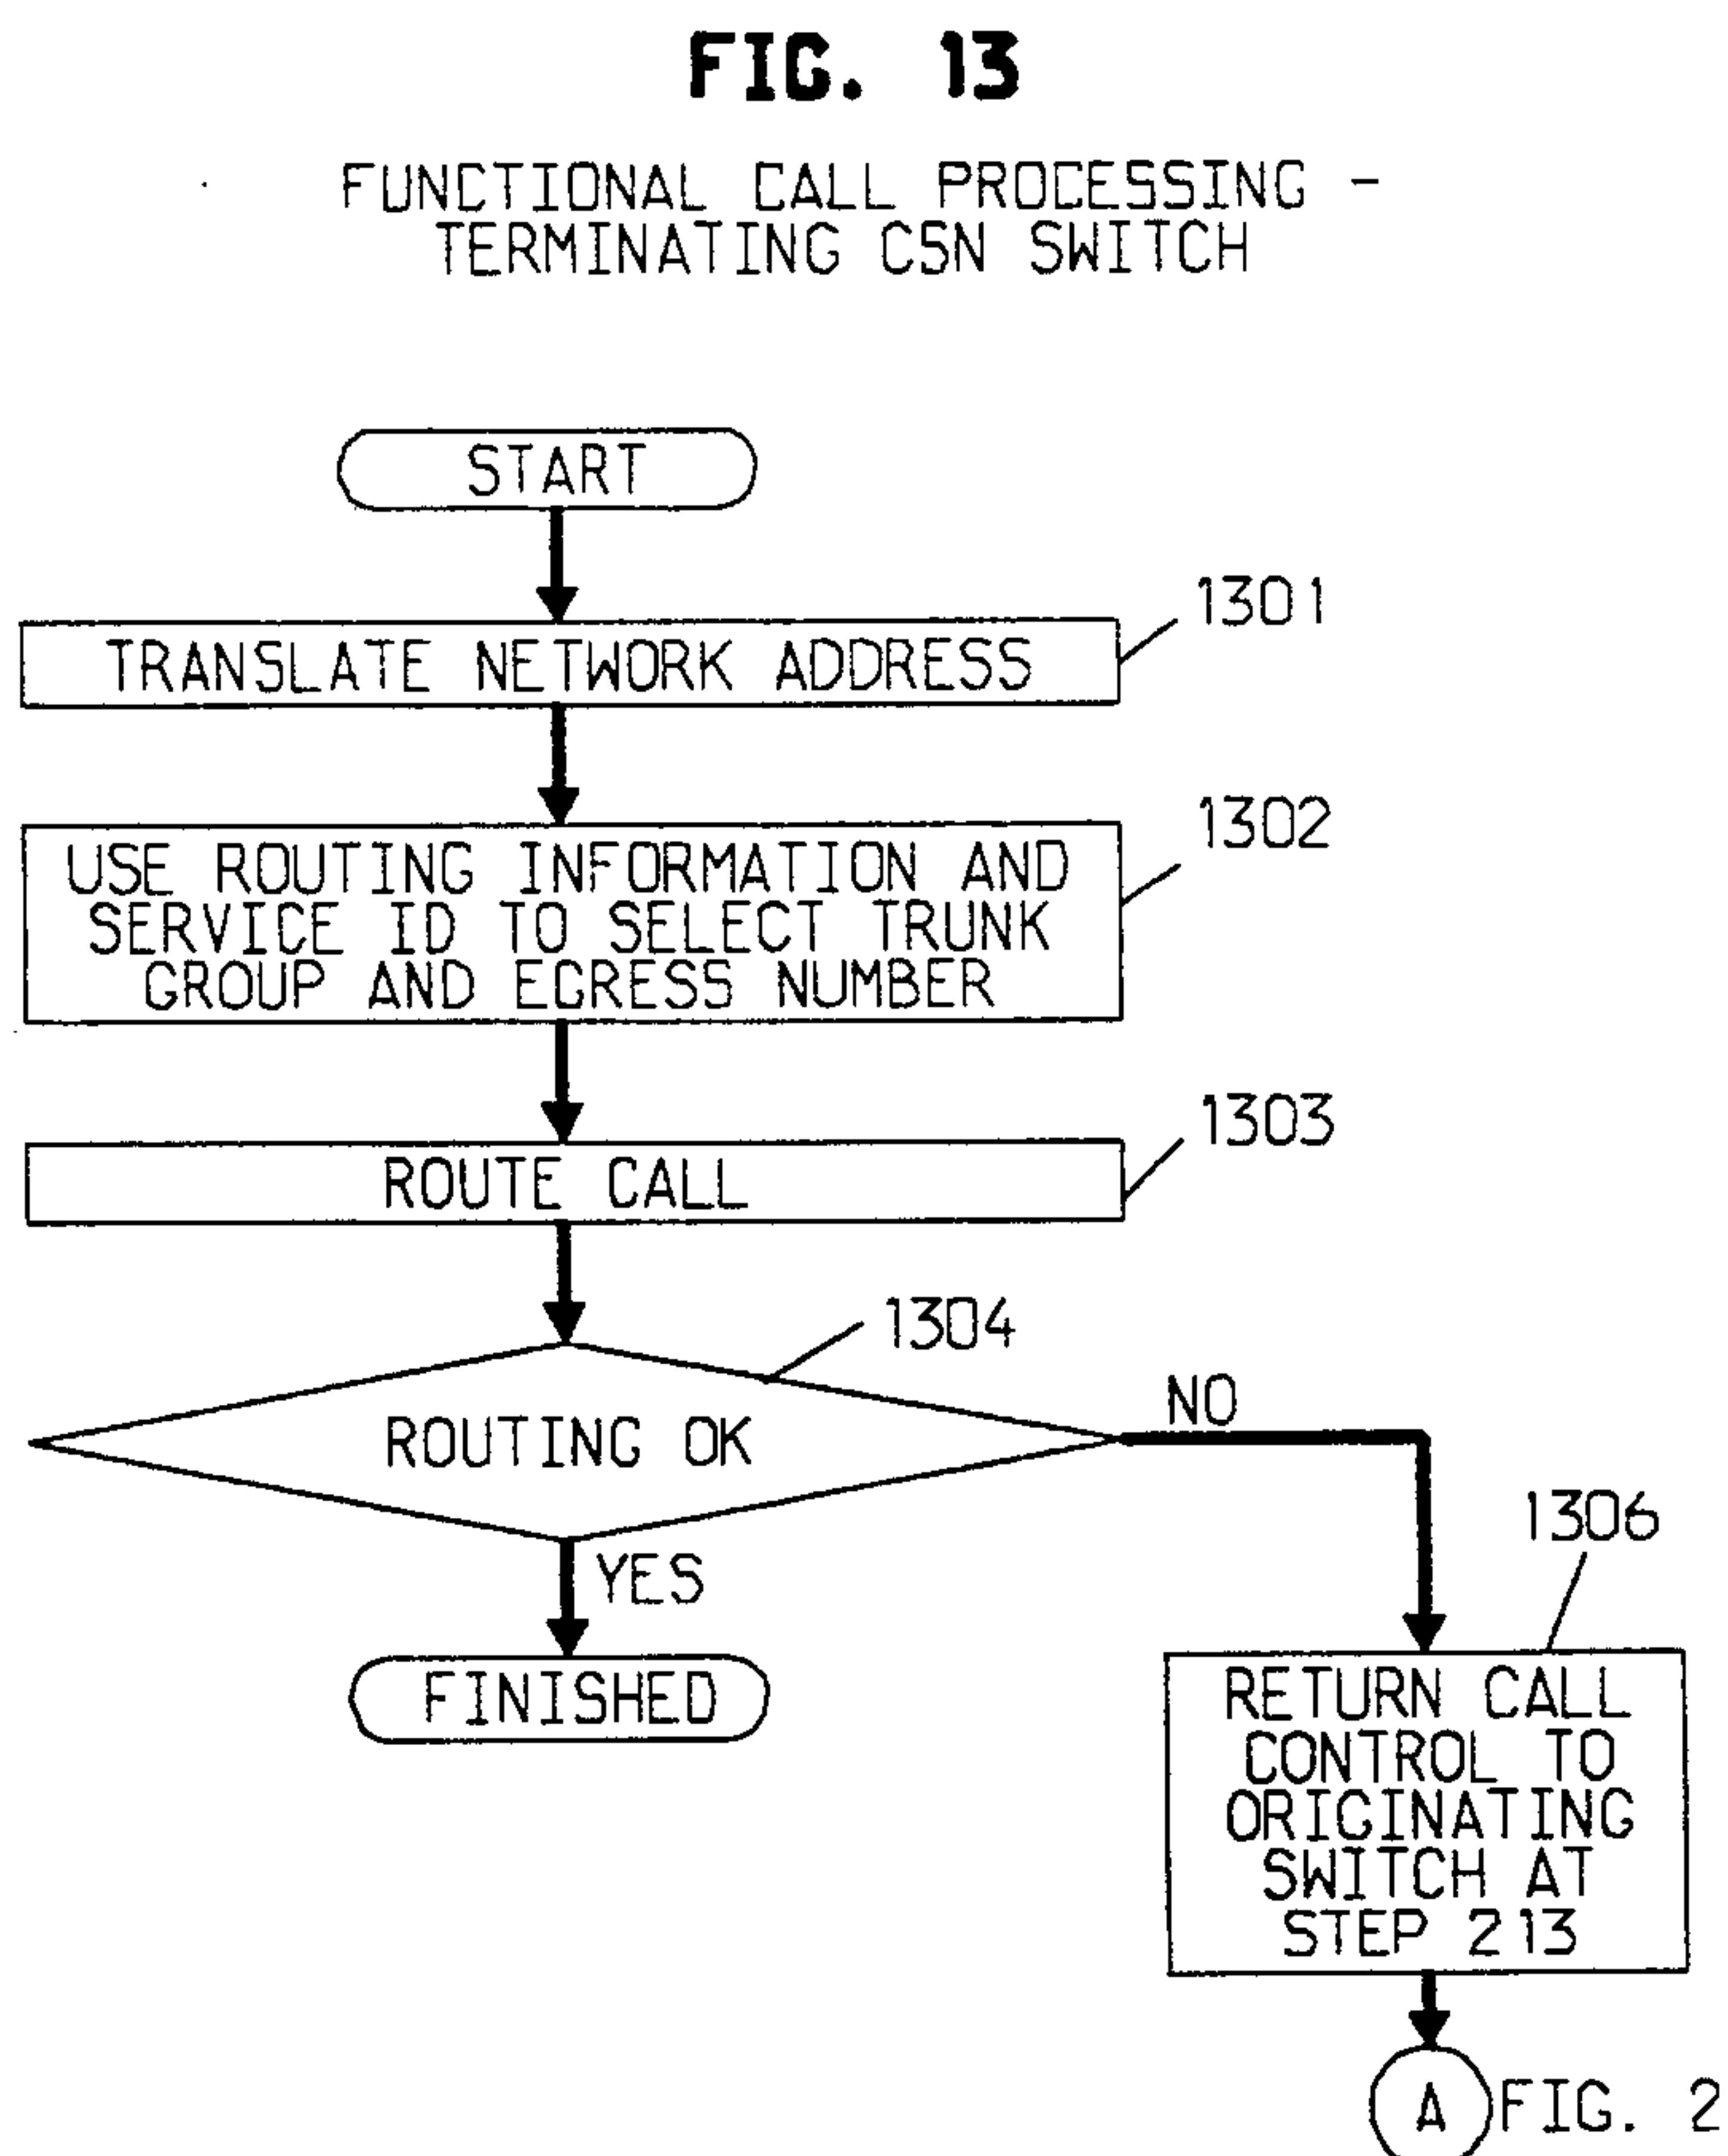 FIG. 13
FUNCTIONAL CALL PROCESSING -
TERMINATING CSN SWITCH
START
1301
TRANSLATE NETWORK ADDRESS
1302
USE ROUTING INFORMATION AND
SERVICE ID TO SELECT TRUNK
GROUP AND EGRESS NUMBER
1303
ROUTE CALL
1304
ROUTING OK
NO
1306
YES
FINISHED
RETURN CALL
CONTROL TO
ORIGINATING
SWITCH AT
STEP 213
A FIG. 2